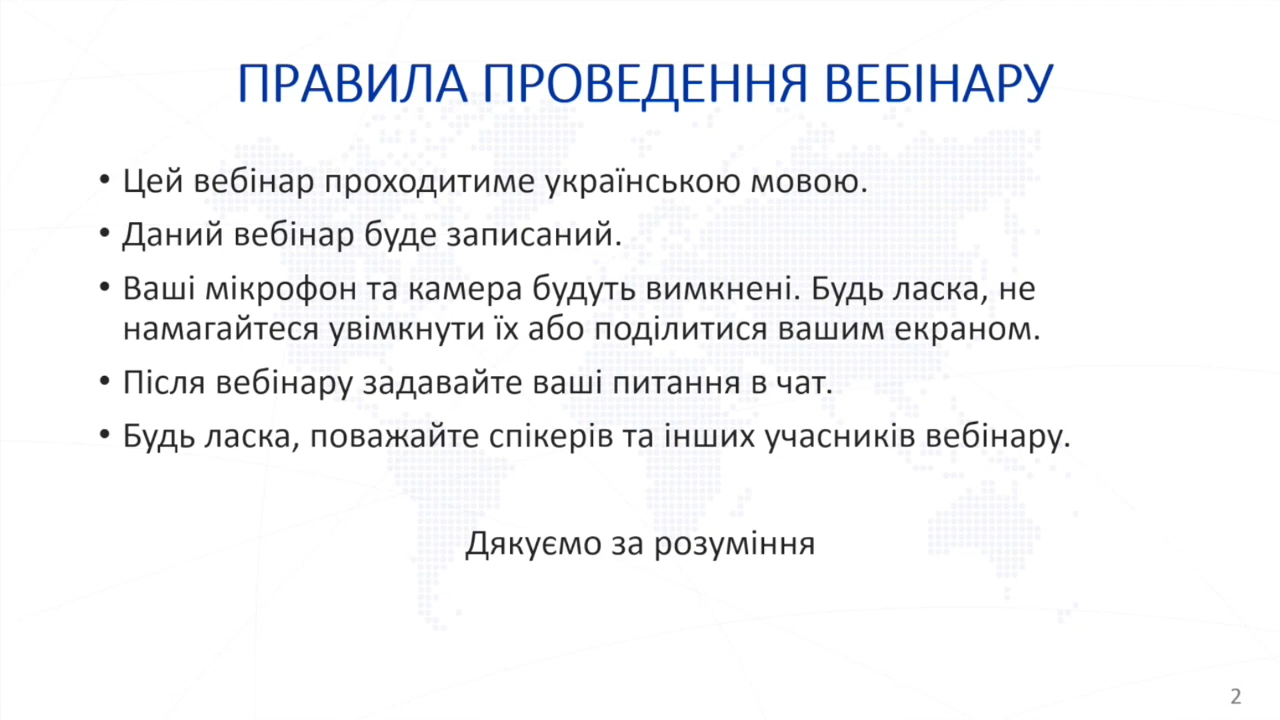 ПРАВИЛА ПРОВЕДЕННЯ ВЕБІНАРУ
• Цей вебінар проходитиме українською мовою.
• Даний вебінар буде записаний.
• Ваші мікрофон та камера будуть вимкнені. Будь ласка, не
намагайтеся увімкнути їх або поділитися вашим екраном.
• Після вебінару задавайте ваші питання в чат.
• Будь ласка, поважайте спікерів та інших учасників вебінару.
Дякуємо за розуміння
2